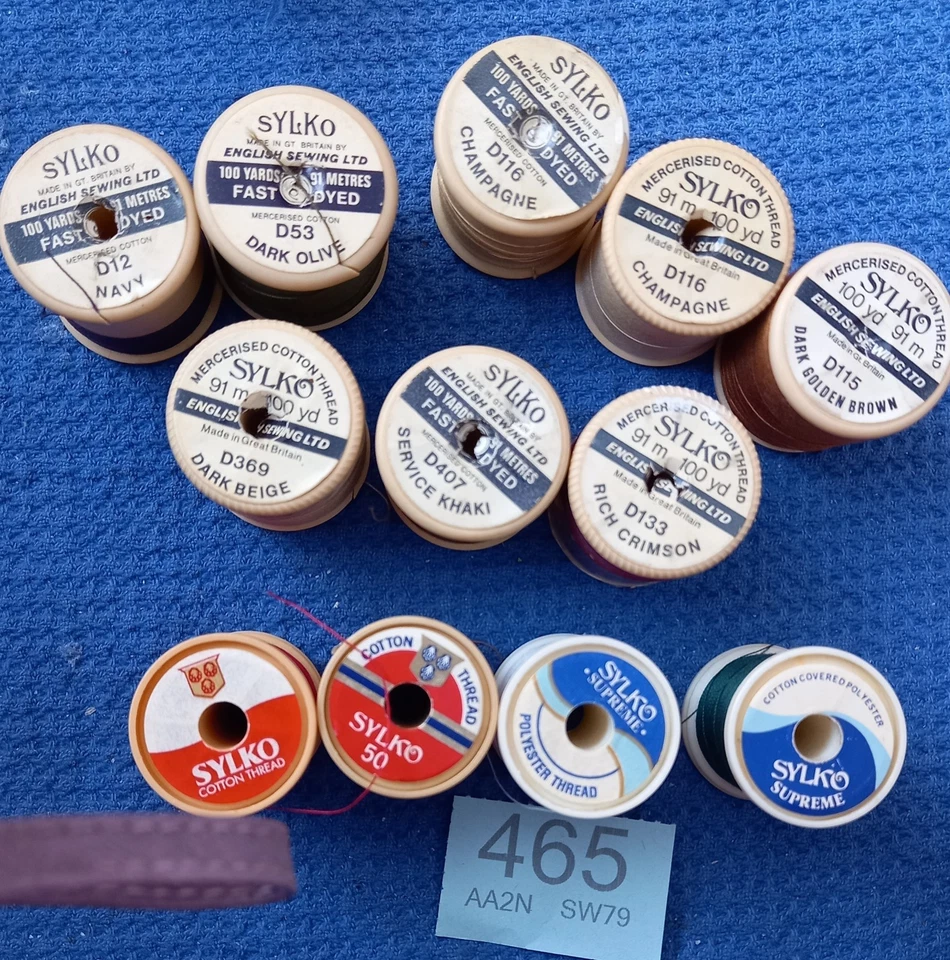 SYLKO
MADE IN GT. BRITAIN BY
ENGLISH SEWING LTD
100 YARDS 91 METRES
FAST DYED
MERCERISED COTTON
D12
NAVY
SYLKO
MADE IN GT. BRITAIN BY
ENGLISH SEWING LTD
100 YARDS 91 METRES
FAST DYED
MERCERISED COTTON
D53
DARK OLIVE
SYLKO
MADE IN GT. BRITAIN BY
ENGLISH SEWING LTD
100 YARDS 91 METRES
FAST DYED
MERCERISED COTTON
D116
CHAMPAGNE
MERCERISED COTTON THREAD
SYLKO
91 m 100 yd
ENGLISH SEWING LTD
Made in Great Britain
D116
CHAMPAGNE
MERCERISED COTTON THREAD
SYLKO
100 yd 91 m
ENGLISH SEWING LTD
Made in Gt. Britain
D115
DARK GOLDEN BROWN
MERCERISED COTTON THREAD
SYLKO
91 m 100 yd
ENGLISH SEWING LTD
Made in Great Britain
D369
DARK BEIGE
SYLKO
MADE IN GT. BRITAIN BY
ENGLISH SEWING LTD
100 YARDS 91 METRES
FAST DYED
MERCERISED COTTON
D407
SERVICE KHAKI
MERCERISED COTTON THREAD
SYLKO
91 m 100 yd
ENGLISH SEWING LTD
Made in Great Britain
D133
RICH CRIMSON
SYLKO
COTTON THREAD
COTTON THREAD
SYLKO
50
SYLKO
SUPREME
POLYESTER THREAD
COTTON COVERED POLYESTER
SYLKO
SUPREME
465
AA2N SW79